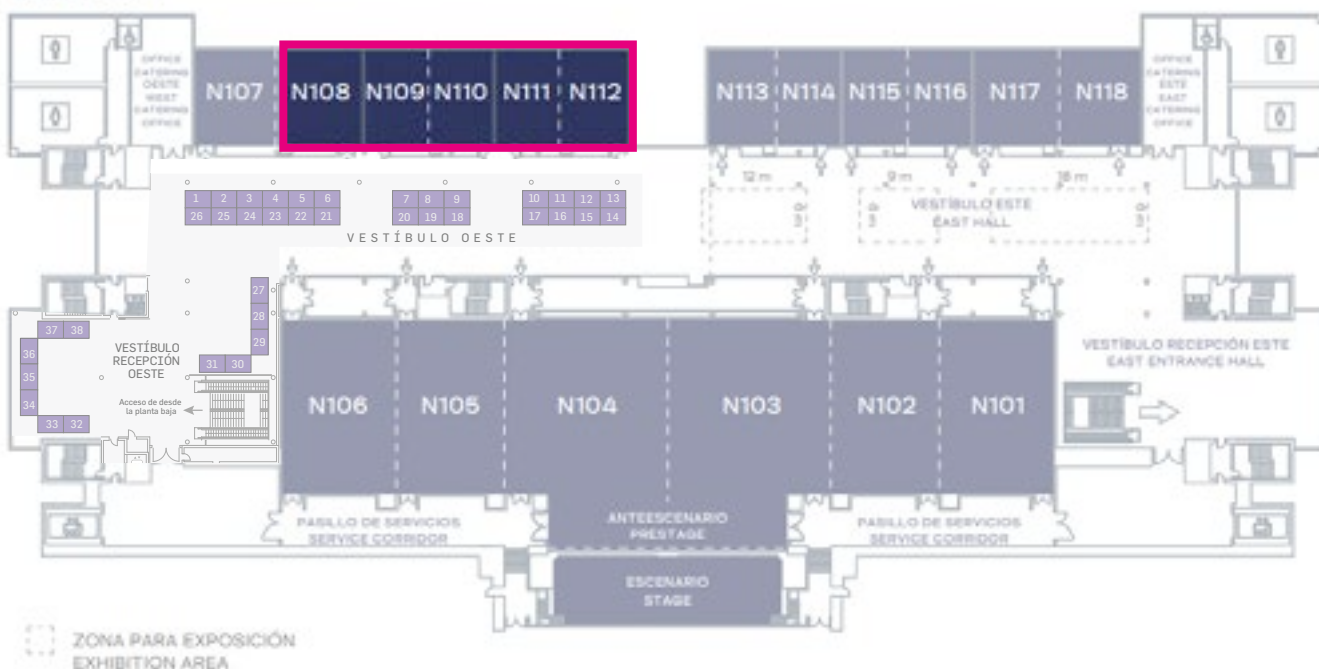 OFFICE
CATERING
OESTE
WEST
CATERING
OFFICE
N107
N108
N109
N110
N111
N112
N113
N114
N115
N116
N117
N118
OFFICE
CATERING
ESTE
EAST
CATERING
OFFICE
12 m
9 m
18 m
1 2 3 4 5 6
26 25 24 23 22 21
7 8 9
20 19 18
10 11 12 13
17 16 15 14
VESTÍBULO OESTE
VESTÍBULO ESTE
EAST HALL
27
28
29
31 30
37 38
36
35
34
33 32
VESTÍBULO
RECEPCIÓN
OESTE
Acceso de desde
la planta baja
VESTÍBULO RECEPCIÓN ESTE
EAST ENTRANCE HALL
N106
N105
N104
N103
N102
N101
PASILLO DE SERVICIOS
SERVICE CORRIDOR
ANTEESCENARIO
PRESTAGE
PASILLO DE SERVICIOS
SERVICE CORRIDOR
ESCENARIO
STAGE
ZONA PARA EXPOSICIÓN
EXHIBITION AREA